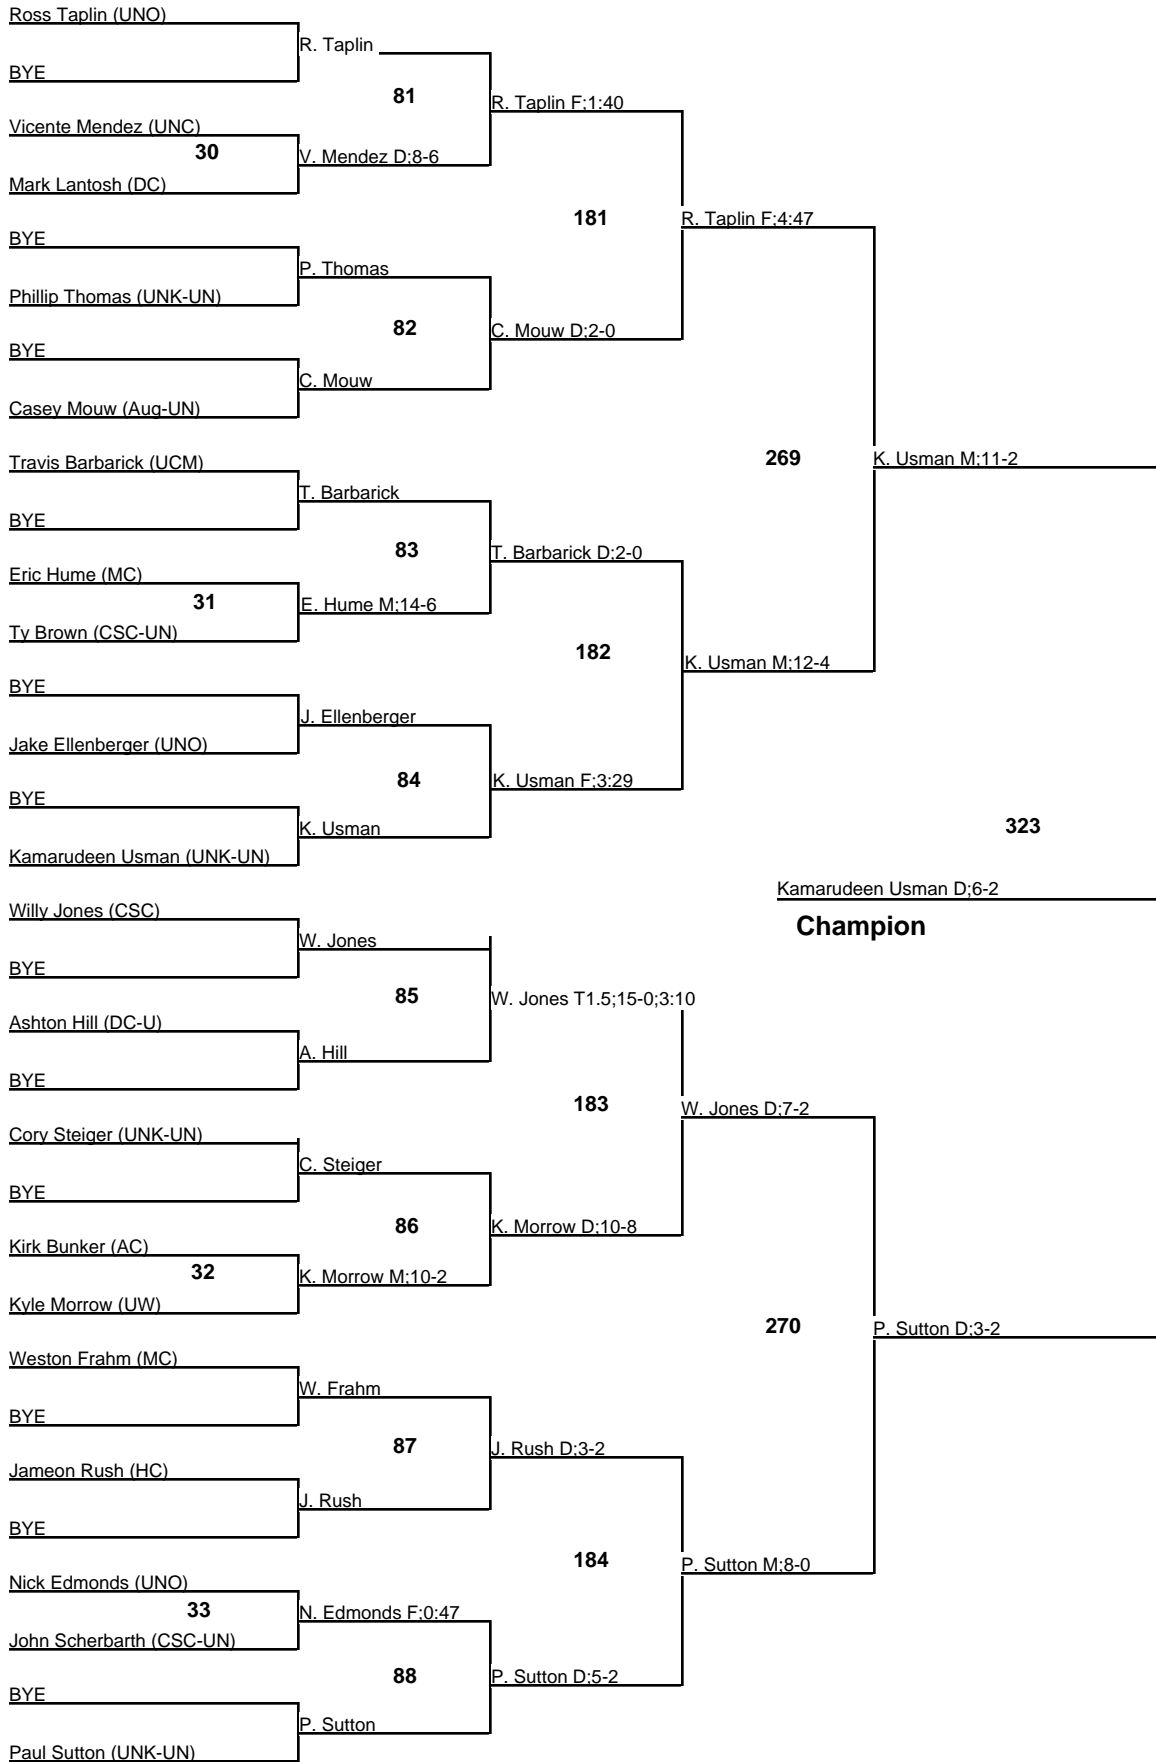 Ross Taplin (UNO)
R. Taplin
BYE
81
R. Taplin F;1:40
Vicente Mendez (UNC)
30
V. Mendez D;8-6
Mark Lantosh (DC)
181
R. Taplin F;4:47
BYE
P. Thomas
Phillip Thomas (UNK-UN)
82
C. Mouw D;2-0
BYE
C. Mouw
Casey Mouw (Aug-UN)
269
K. Usman M;11-2
Travis Barbarick (UCM)
T. Barbarick
BYE
83
T. Barbarick D;2-0
Eric Hume (MC)
31
E. Hume M;14-6
Ty Brown (CSC-UN)
182
K. Usman M;12-4
BYE
J. Ellenberger
Jake Ellenberger (UNO)
84
K. Usman F;3:29
BYE
K. Usman
323
Kamarudeen Usman (UNK-UN)
Kamarudeen Usman D;6-2
Champion
Willy Jones (CSC)
W. Jones
BYE
85
W. Jones T1.5;15-0;3:10
Ashton Hill (DC-U)
A. Hill
BYE
183
W. Jones D;7-2
Cory Steiger (UNK-UN)
C. Steiger
BYE
86
K. Morrow D;10-8
Kirk Bunker (AC)
32
K. Morrow M;10-2
Kyle Morrow (UW)
270
P. Sutton D;3-2
Weston Frahm (MC)
W. Frahm
BYE
87
J. Rush D;3-2
Jameon Rush (HC)
J. Rush
BYE
184
P. Sutton M;8-0
Nick Edmonds (UNO)
33
N. Edmonds F;0:47
John Scherbarth (CSC-UN)
88
P. Sutton D;5-2
BYE
P. Sutton
Paul Sutton (UNK-UN)